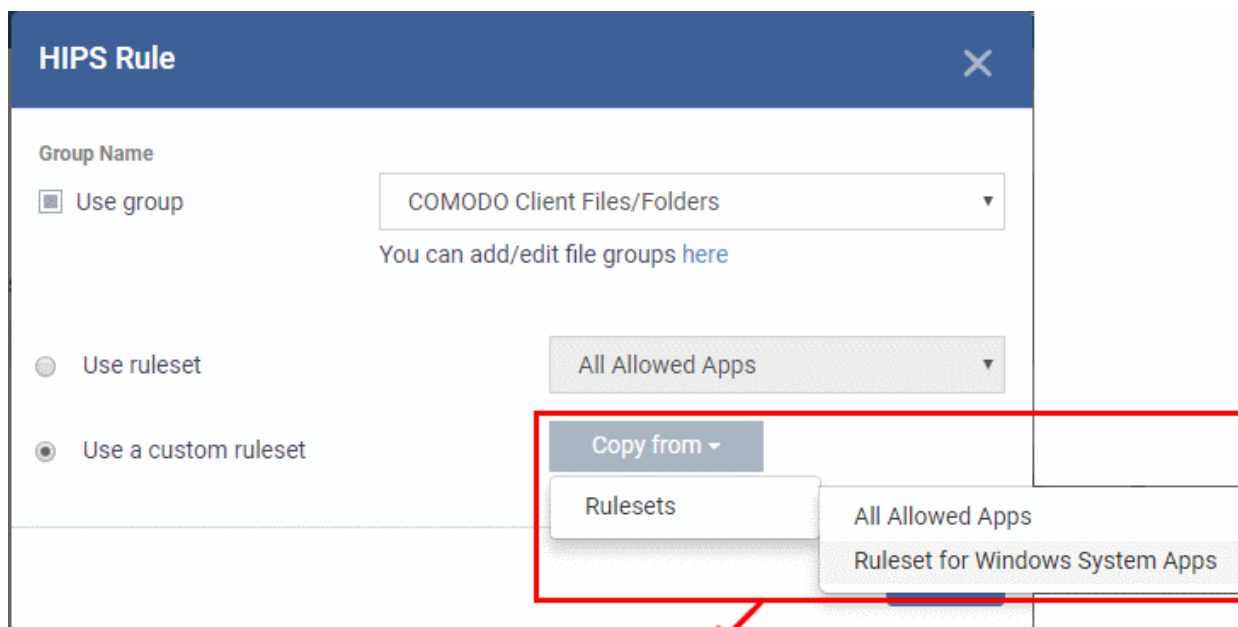 HIPS Rule
Group Name
Use group
COMODO Client Files/Folders
You can add/edit file groups here
Use ruleset
All Allowed Apps
Use a custom ruleset
Copy from
Rulesets
All Allowed Apps
Ruleset for Windows System Apps